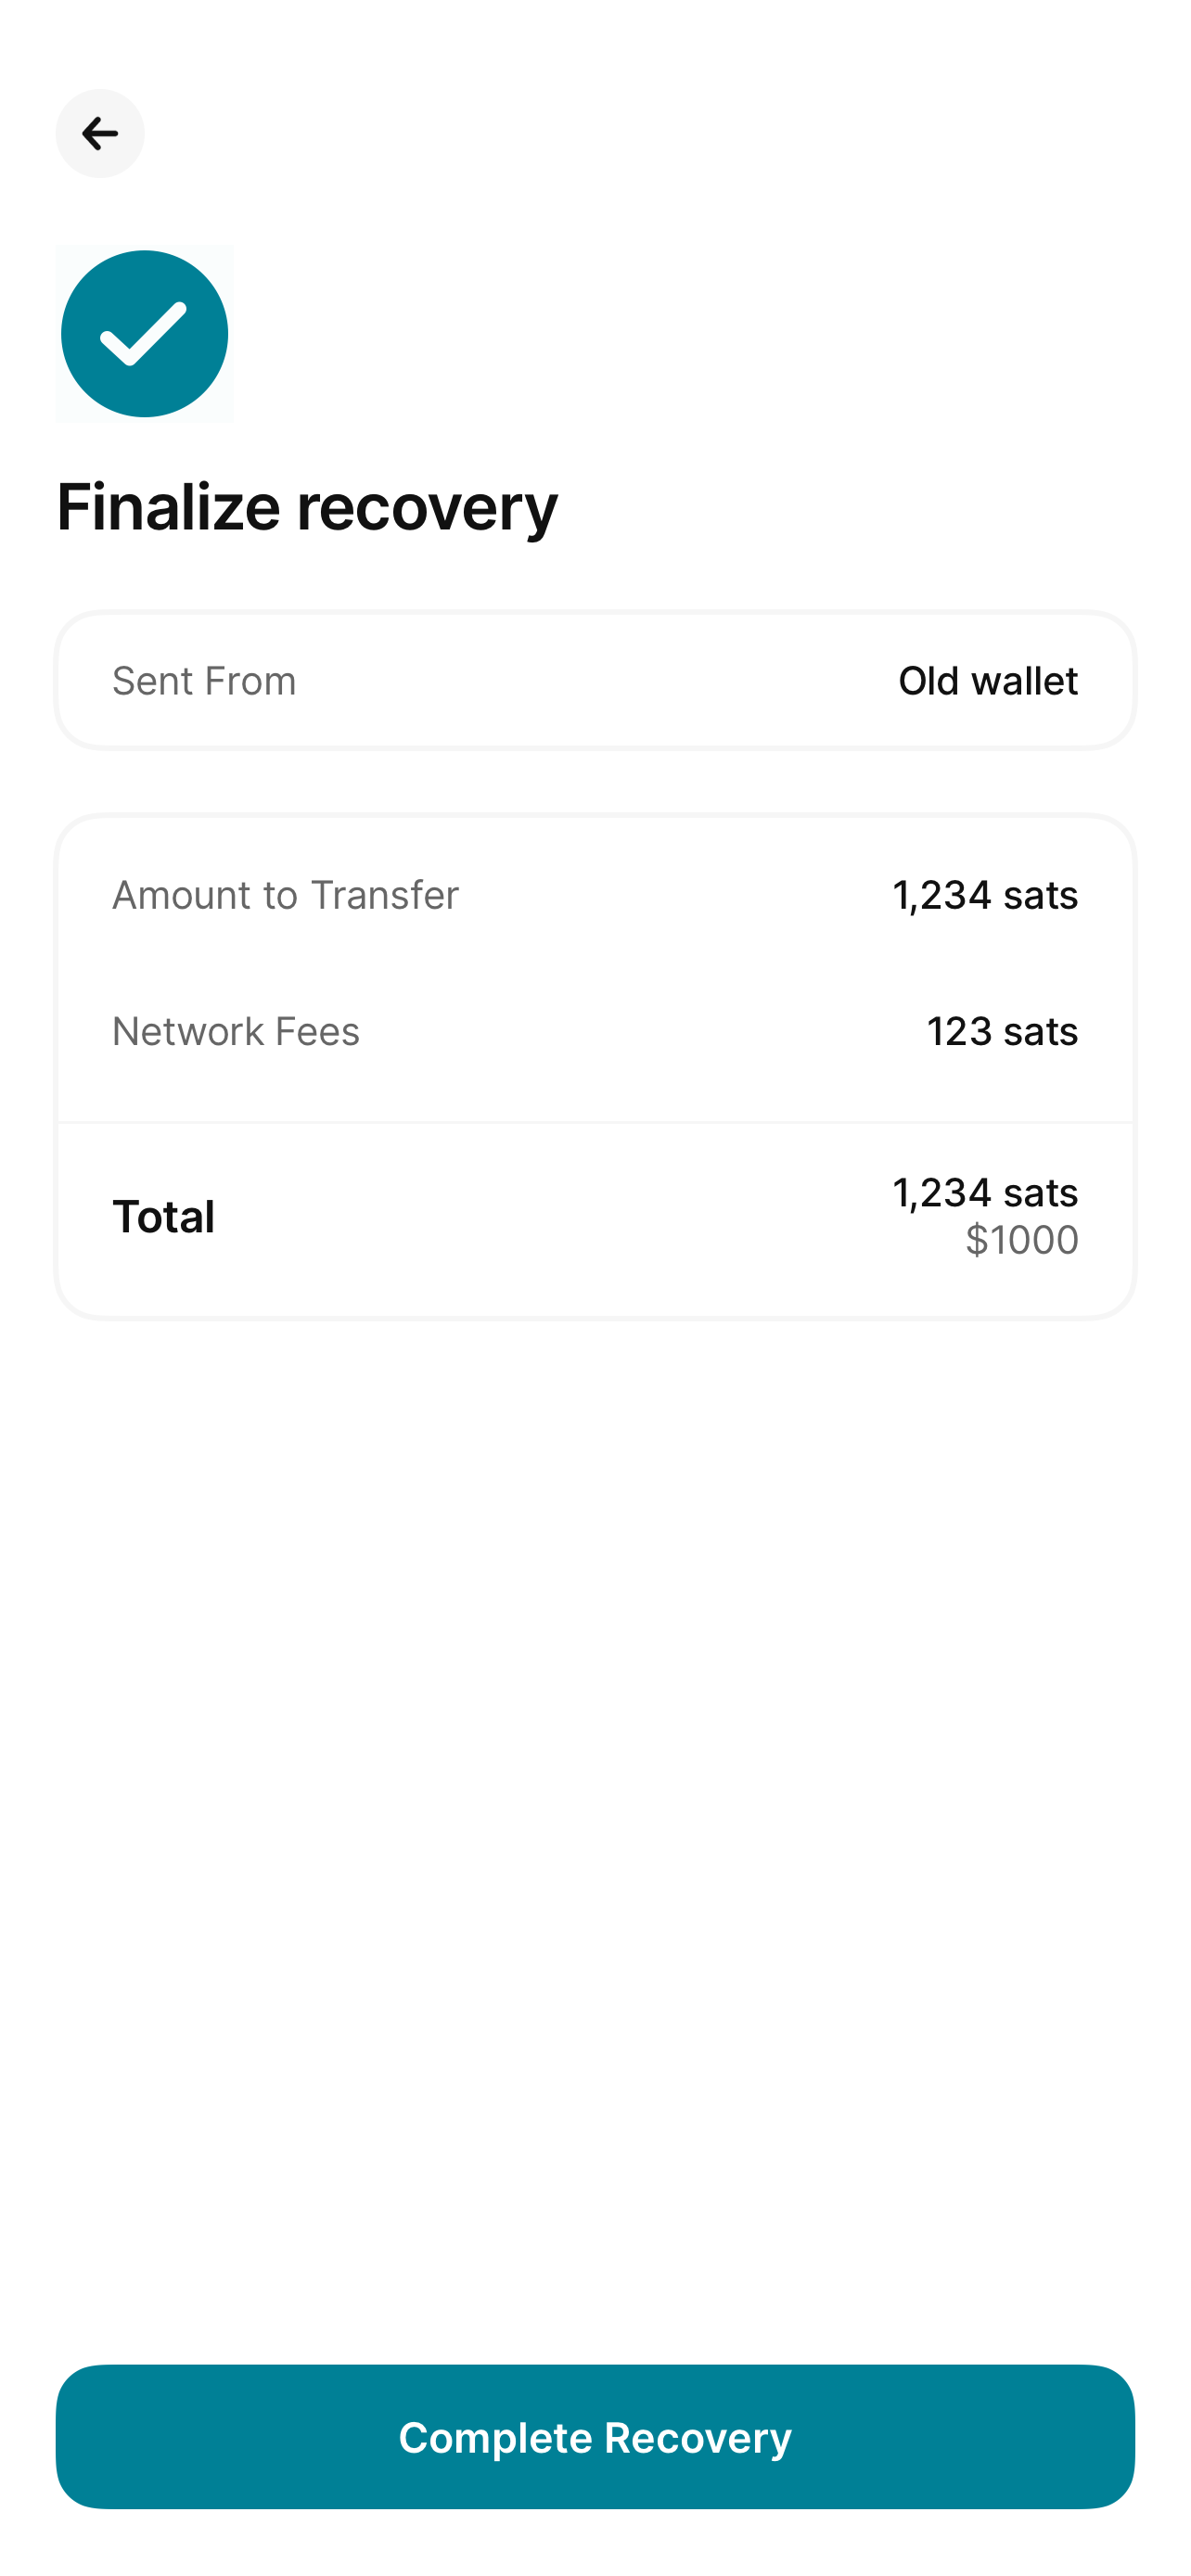 Finalize recovery
Sent From Old wallet
Amount to Transfer 1,234 sats
Network Fees 123 sats
Total 1,234 sats
$1000
Complete Recovery